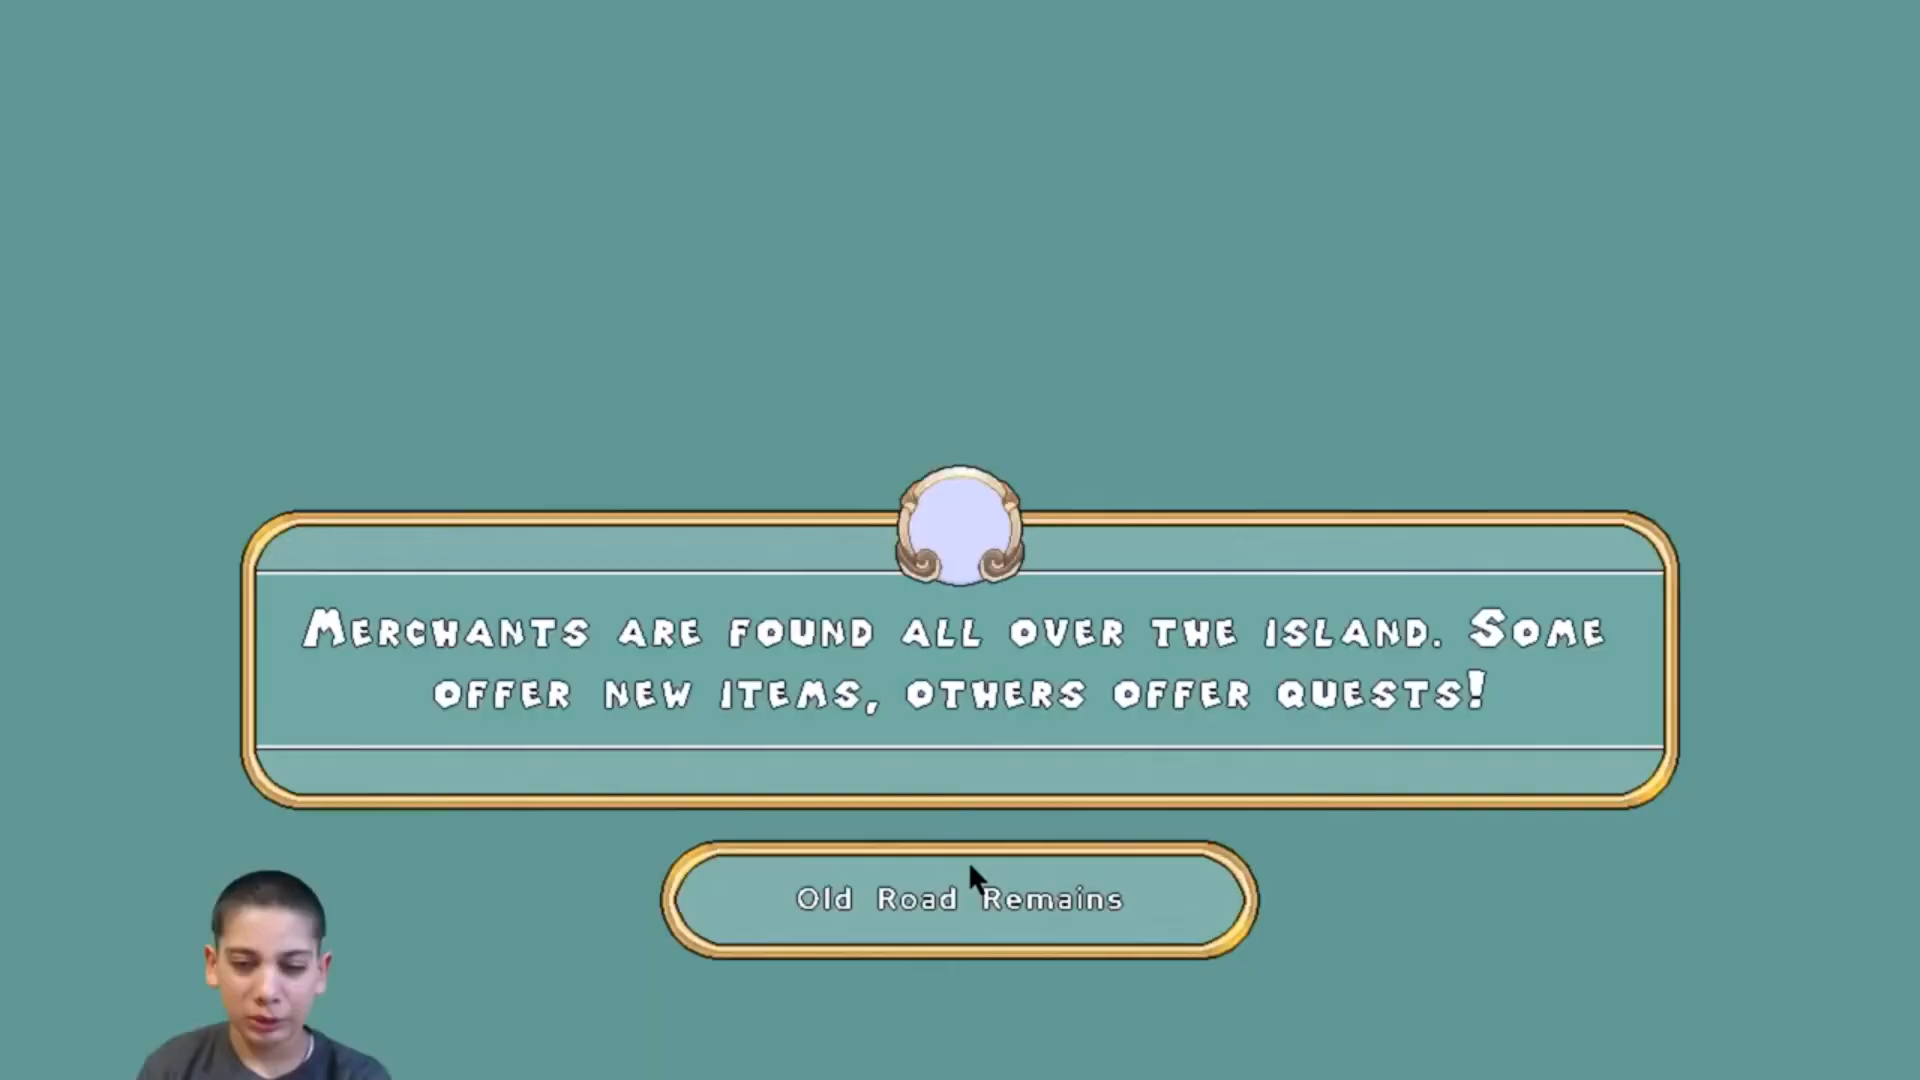 Merchants are found all over the island. Some
offer new items, others offer quests!
Old Road Remains